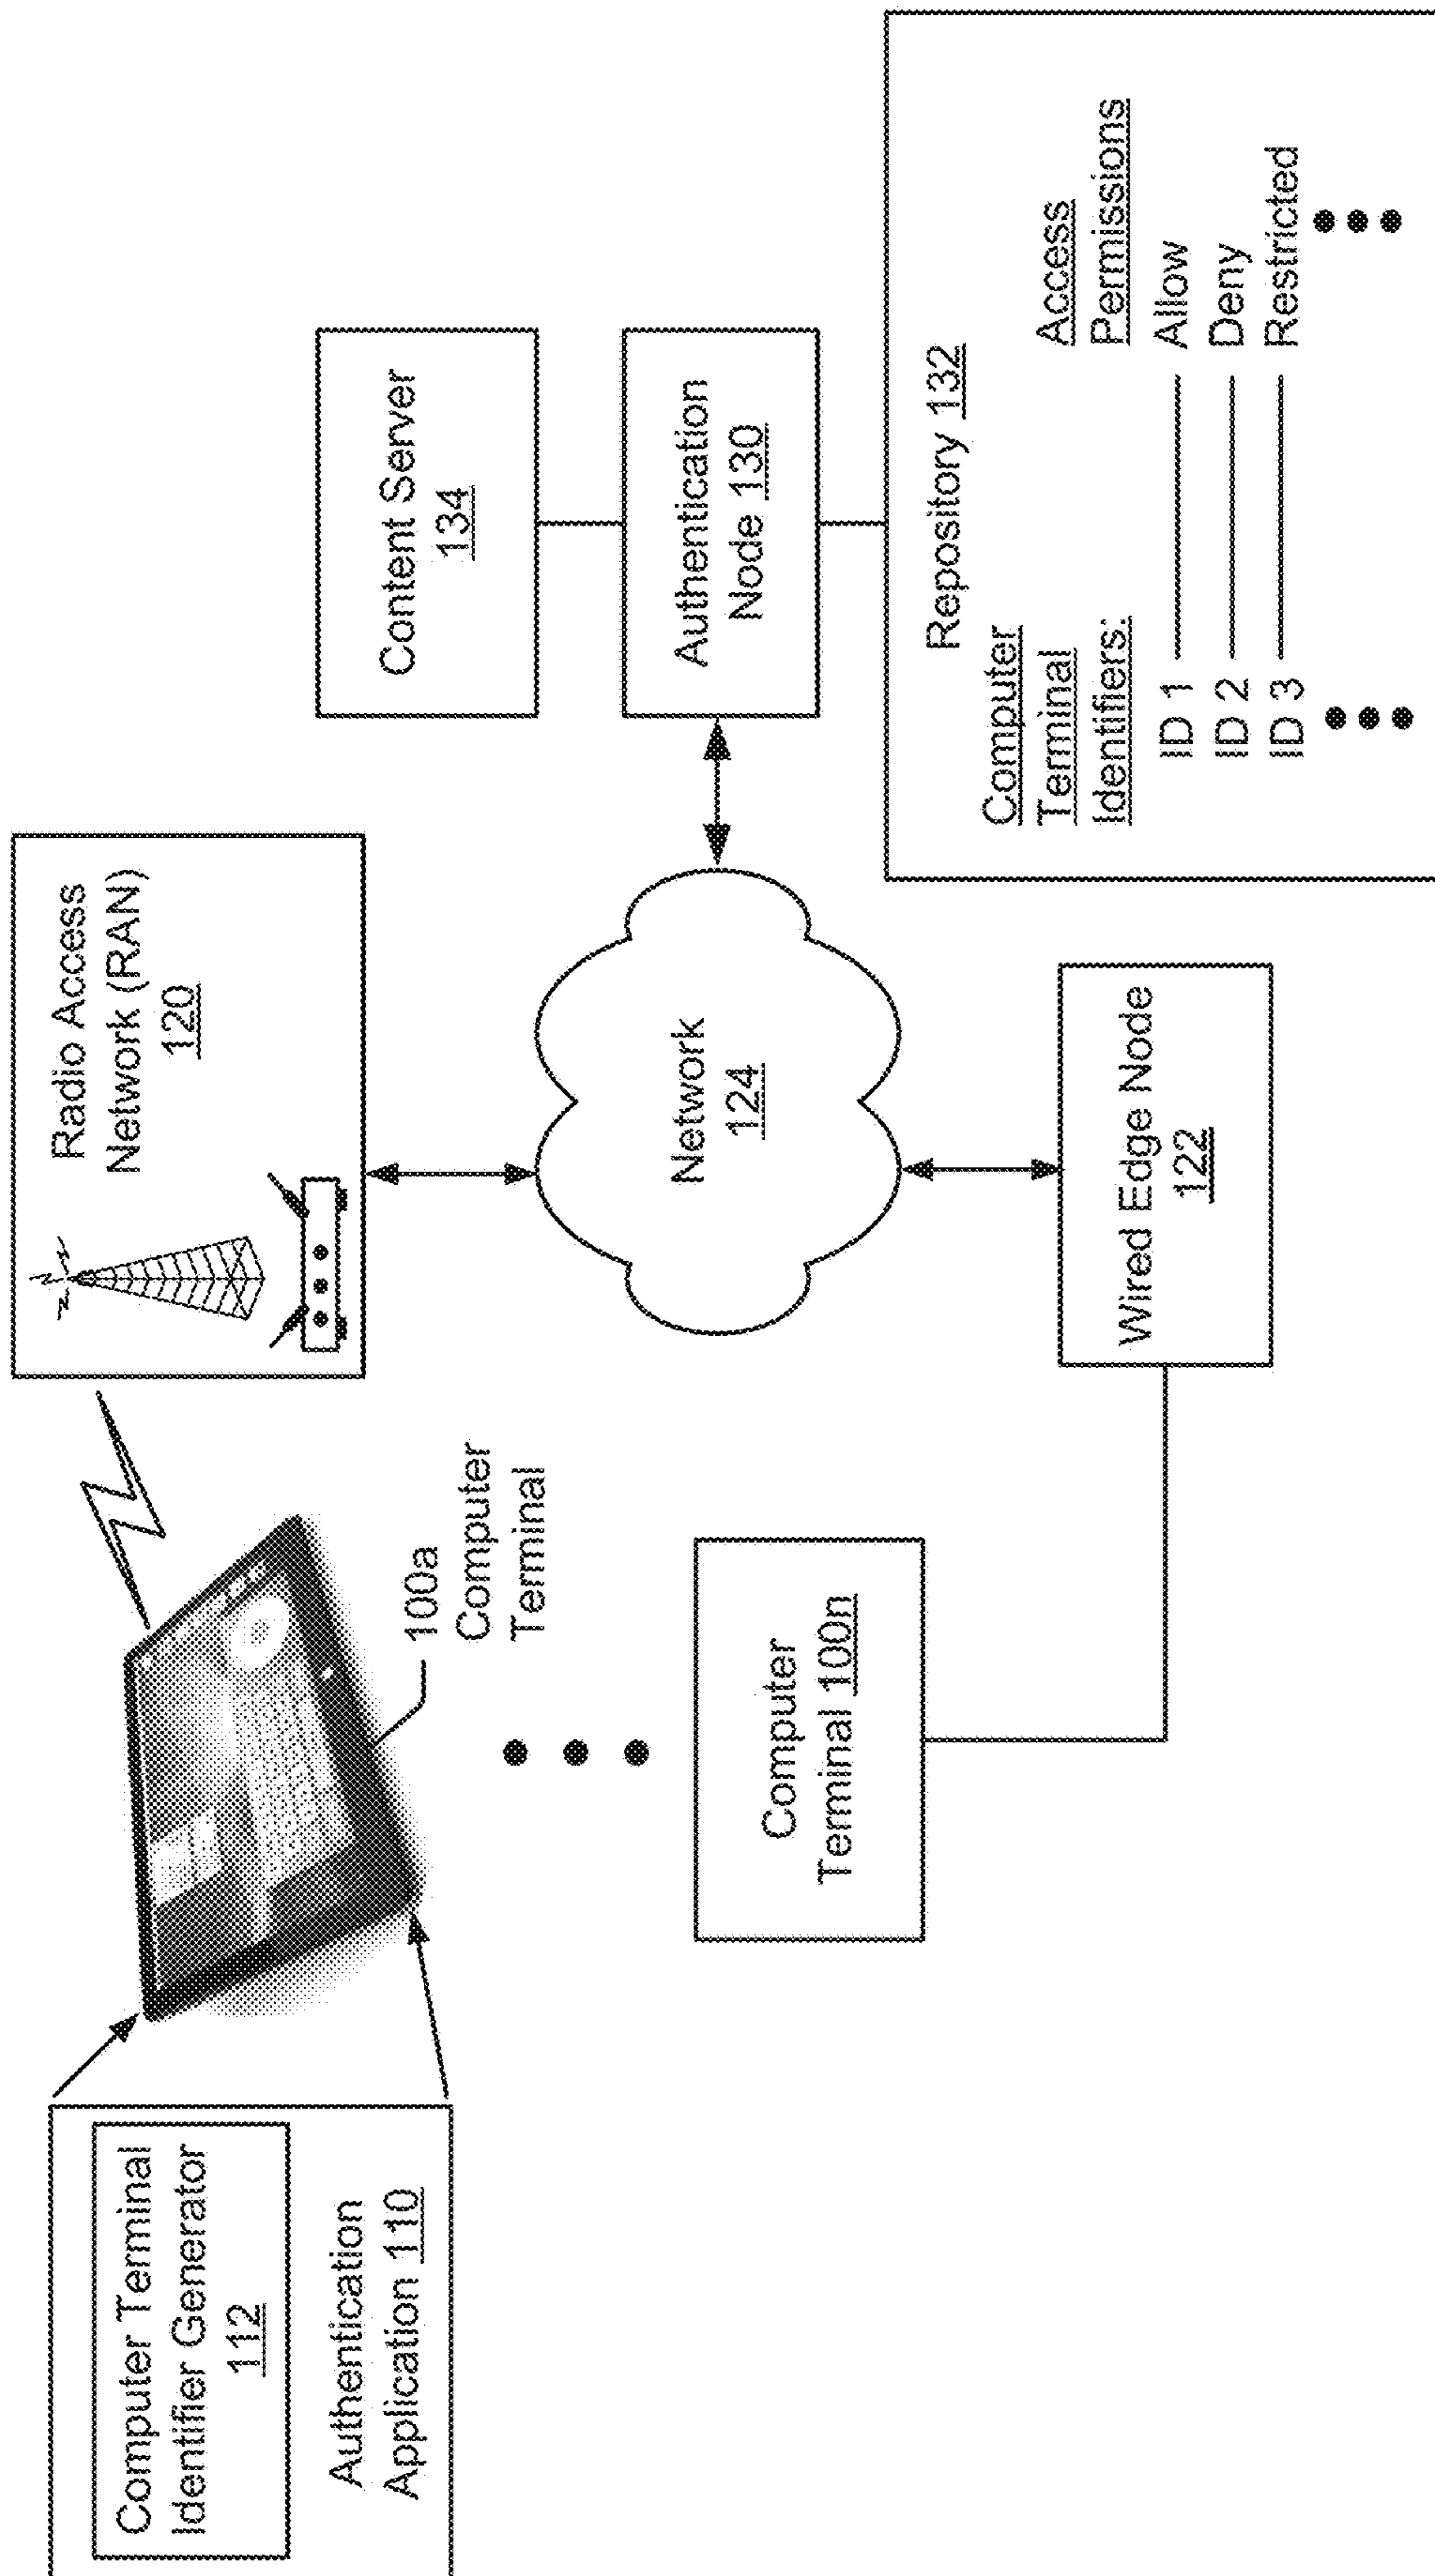 Computer Terminal
Identifier Generator
112
Authentication
Application 110
100a
Computer
Terminal
Computer
Terminal 100n
Radio Access
Network (RAN)
120
Network
124
Wired Edge Node
122
Content Server
134
Authentication
Node 130
Repository 132
Computer
Terminal
Identifiers:
Access
Permissions
ID 1 Allow
ID 2 Deny
ID 3 Restricted